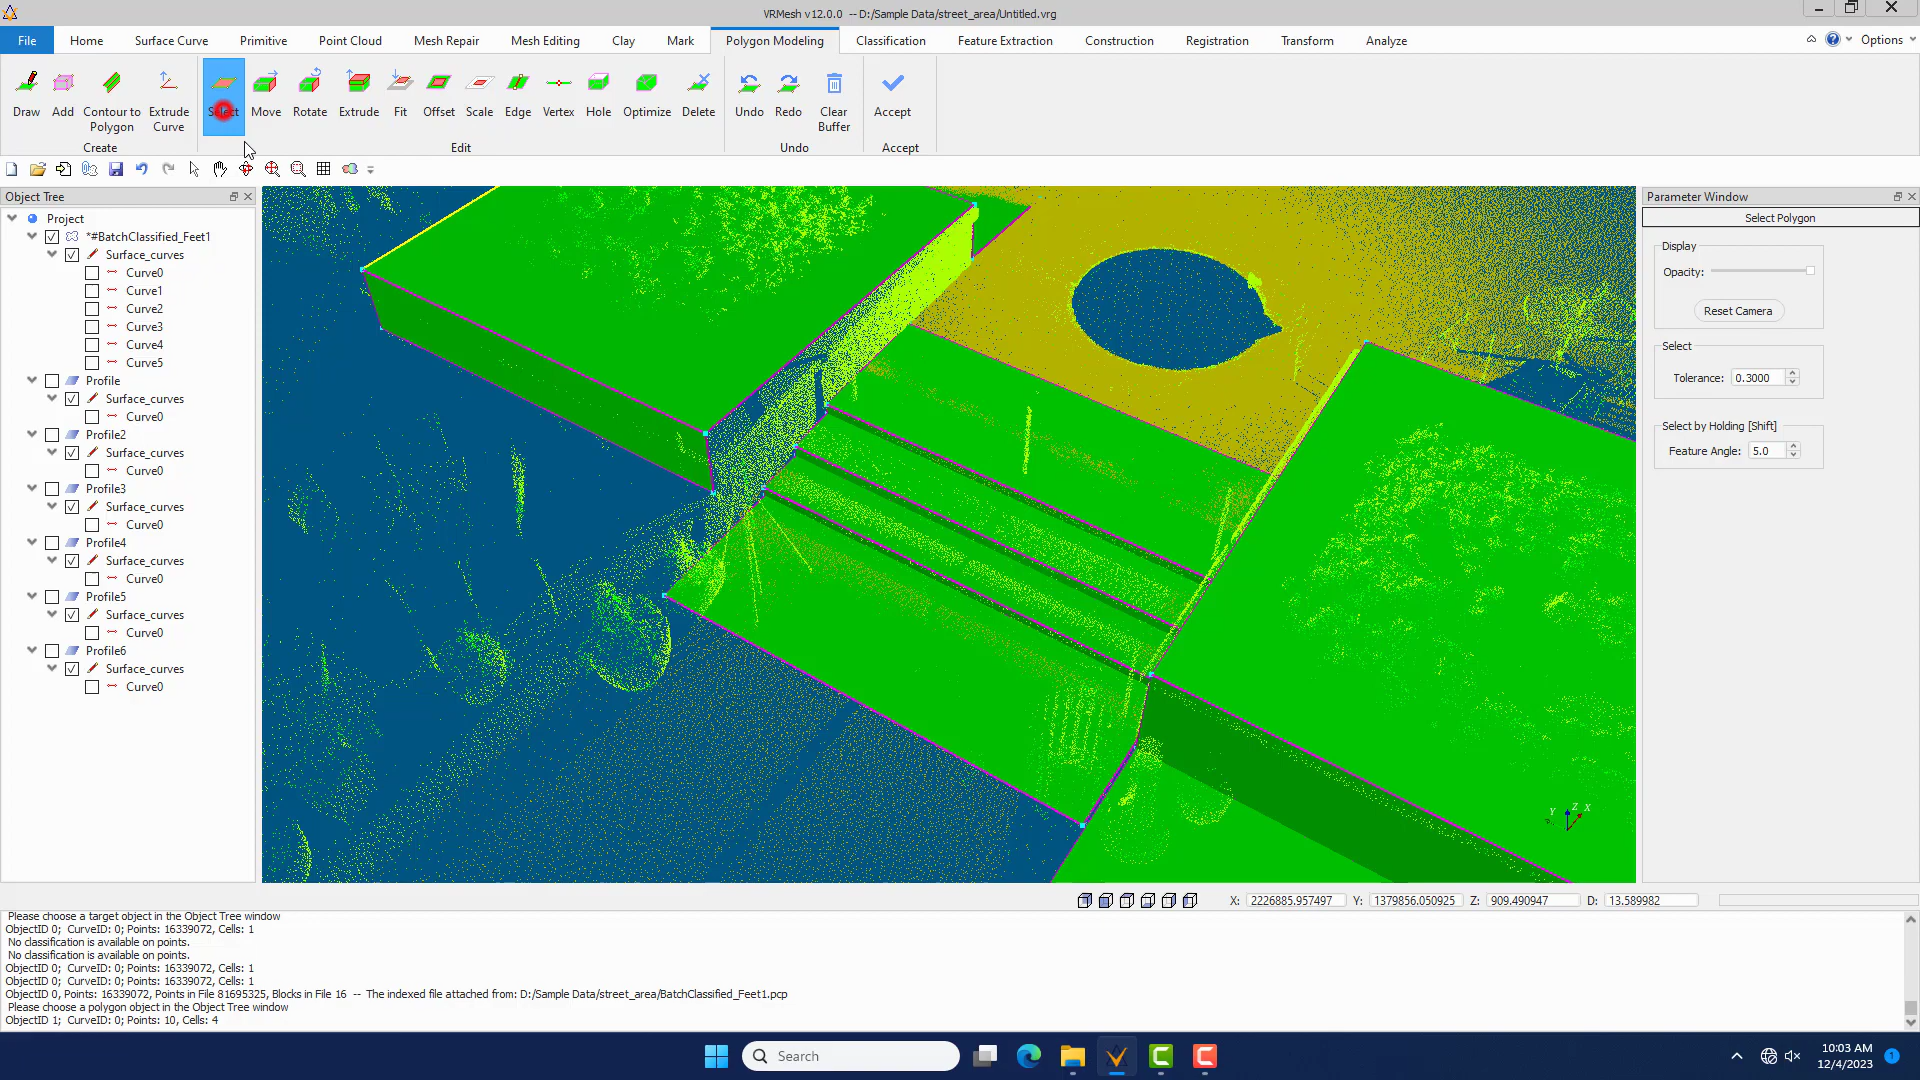 VRMesh v12.0.0 -- D:/Sample Data/street_area/Untitled.vrg
File Home Surface Curve Primitive Point Cloud Mesh Repair Mesh Editing Clay Mark Polygon Modeling Classification Feature Extraction Construction Registration Transform Analyze Options
Draw Add Contour to Polygon Extrude Curve Select Move Rotate Extrude Fit Offset Scale Edge Vertex Hole Optimize Delete Undo Redo Clear Buffer Accept
Create Edit Undo Accept
Object Tree
Project
*#BatchClassified_Feet1
Surface_curves
Curve0
Curve1
Curve2
Curve3
Curve4
Curve5
Profile
Surface_curves
Curve0
Profile2
Surface_curves
Curve0
Profile3
Surface_curves
Curve0
Profile4
Surface_curves
Curve0
Profile5
Surface_curves
Curve0
Profile6
Surface_curves
Curve0
Y Z X
Parameter Window
Select Polygon
Display
Opacity:
Reset Camera
Select
Tolerance: 0.3000
Select by Holding [Shift]
Feature Angle: 5.0
X: 2226885.957497 Y: 1379856.050925 Z: 909.490947 D: 13.589982
Please choose a target object in the Object Tree window
ObjectID 0; CurveID: 0; Points: 16339072, Cells: 1
No classification is available on points.
No classification is available on points.
ObjectID 0; CurveID: 0; Points: 16339072, Cells: 1
ObjectID 0; CurveID: 0; Points: 16339072, Cells: 1
ObjectID 0, Points: 16339072, Points in File 81695325, Blocks in File 16 -- The indexed file attached from: D:/Sample Data/street_area/BatchClassified_Feet1.pcp
Please choose a polygon object in the Object Tree window
ObjectID 1; CurveID: 0; Points: 10, Cells: 4
Search
10:03 AM
12/4/2023
1